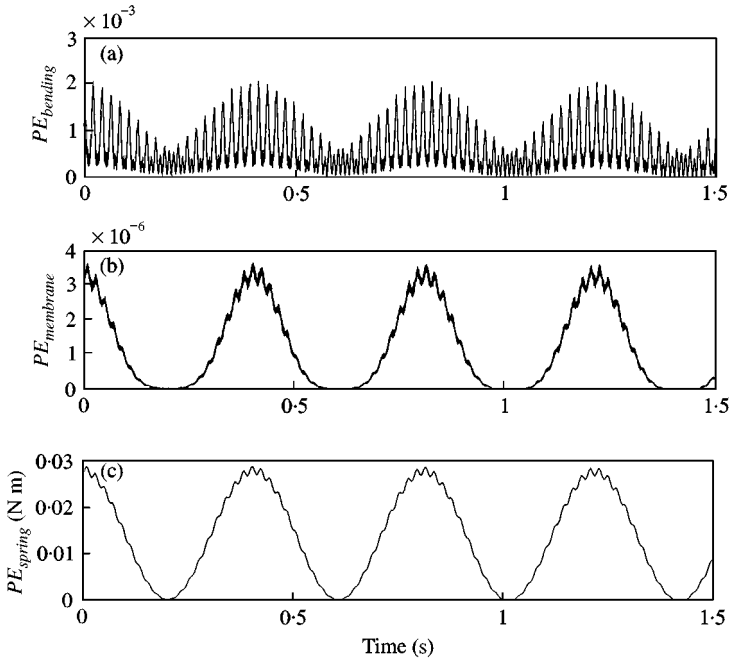 × 10⁻³
3
(a)
2
1
0
PE_bending
0 0·5 1 1·5
× 10⁻⁶
4
(b)
3
2
1
0
PE_membrane
0 0·5 1 1·5
0·03
(c)
0·02
0·01
0
PE_spring (N m)
0 0·5 1 1·5
Time (s)